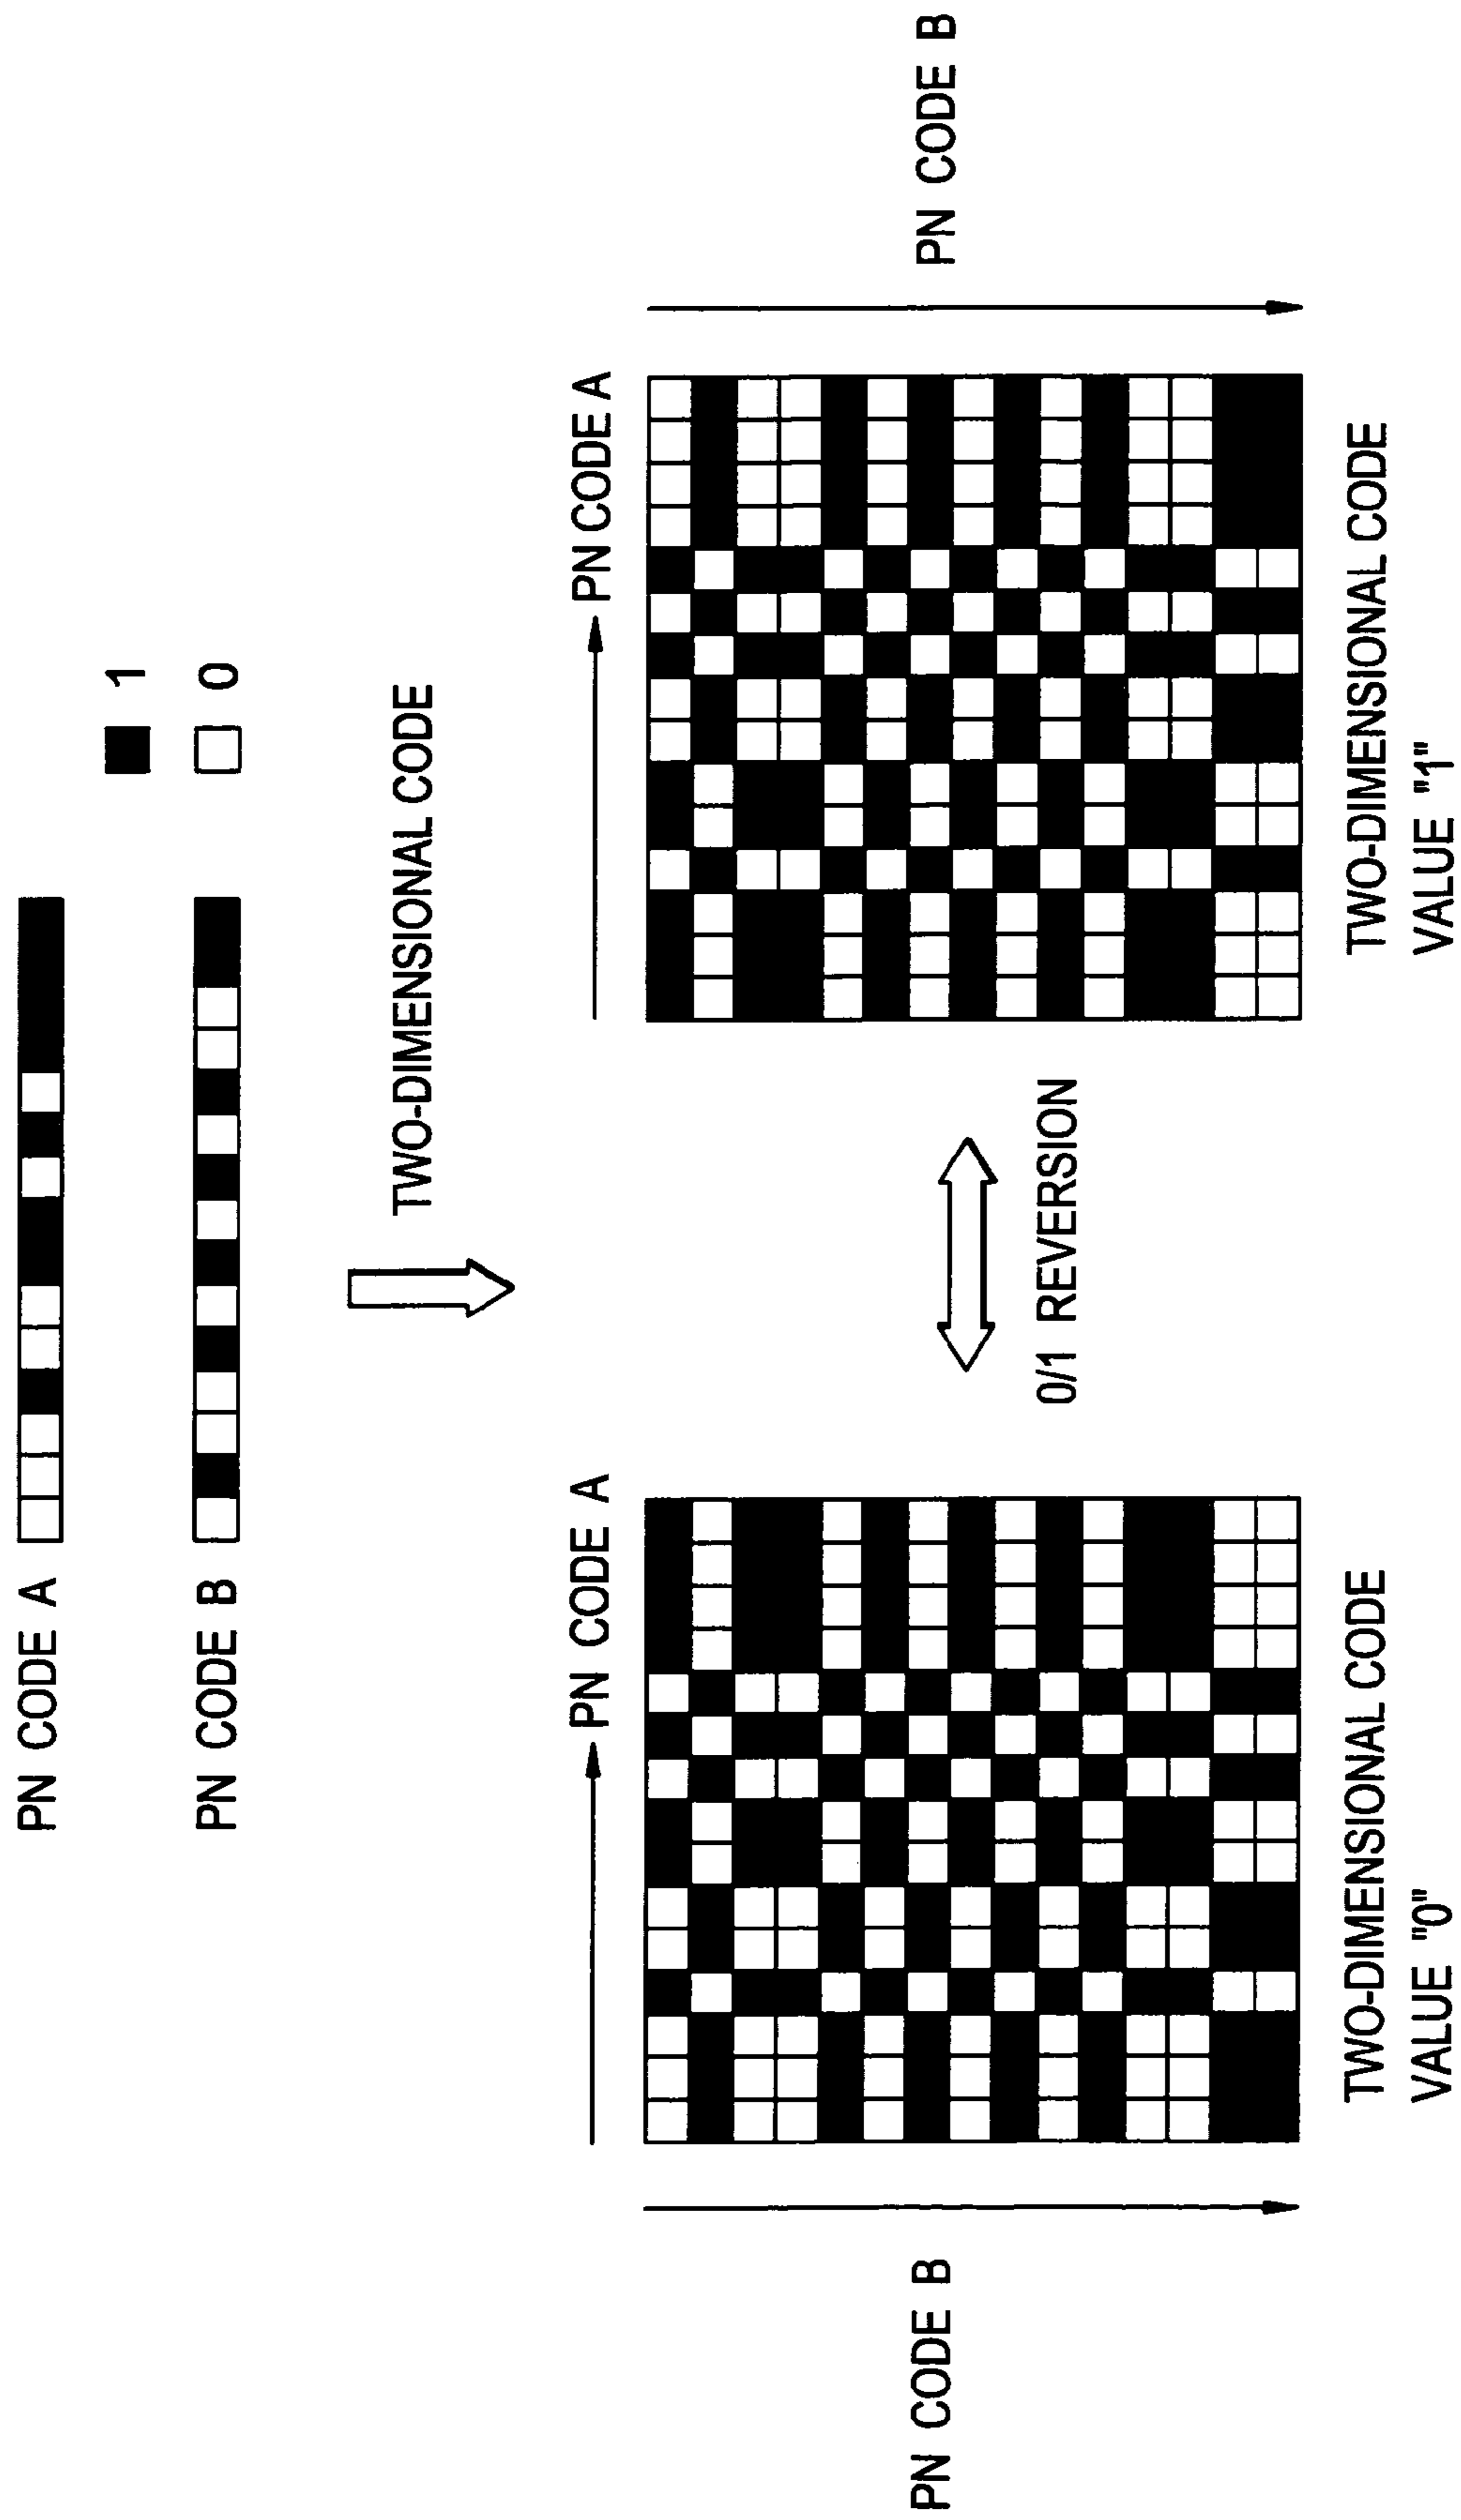 PN CODE A
1
PN CODE B
0
TWO-DIMENSIONAL CODE
PN CODE A
PN CODE A
PN CODE B
0/1 REVERSION
PN CODE B
TWO-DIMENSIONAL CODE
VALUE "0"
TWO-DIMENSIONAL CODE
VALUE "1"